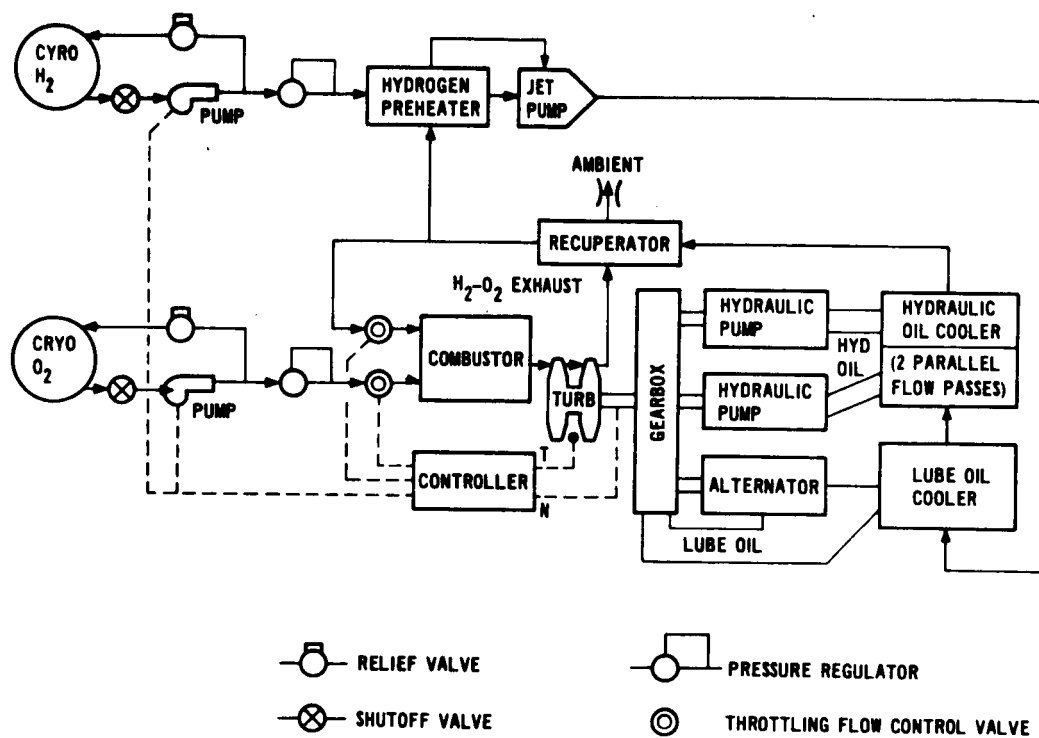 CYRO
H2
PUMP
HYDROGEN
PREHEATER
JET
PUMP
AMBIENT
RECUPERATOR
H2-O2 EXHAUST
CRYO
O2
PUMP
COMBUSTOR
TURB
T
N
CONTROLLER
GEARBOX
HYDRAULIC
PUMP
HYD
OIL
HYDRAULIC
OIL COOLER
(2 PARALLEL
FLOW PASSES)
HYDRAULIC
PUMP
ALTERNATOR
LUBE OIL
COOLER
LUBE OIL
RELIEF VALVE
PRESSURE REGULATOR
SHUTOFF VALVE
THROTTLING FLOW CONTROL VALVE